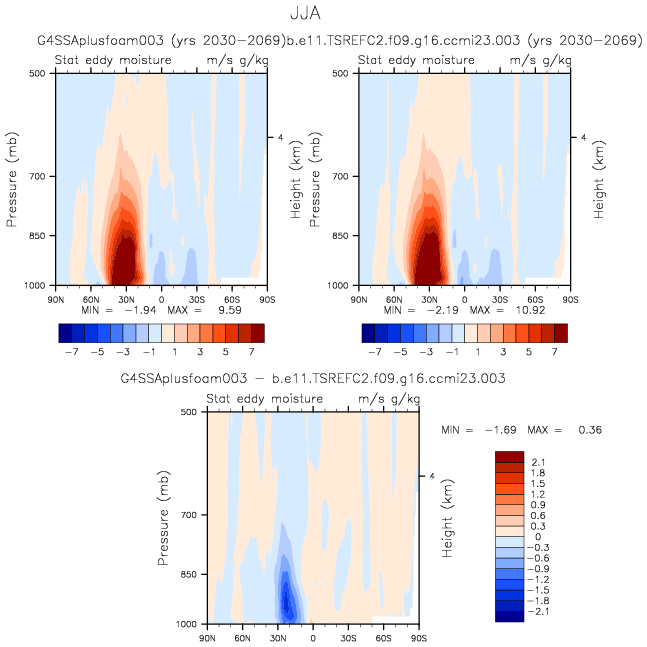 JJA
G4SSAplusfoam003 (yrs 2030-2069)b.e11.TSREFC2.f09.g16.ccmi23.003 (yrs 2030-2069)
Stat eddy moisture m/s g/kg Stat eddy moisture m/s g/kg
500 500
4 4
700 700
850 850
1000 1000
Pressure (mb) Height (km) Pressure (mb) Height (km)
90N 60N 30N 0 30S 60S 90S 90N 60N 30N 0 30S 60S 90S
MIN = -1.94 MAX = 9.59 MIN = -2.19 MAX = 10.92
-7 -5 -3 -1 1 3 5 7 -7 -5 -3 -1 1 3 5 7
G4SSAplusfoam003 - b.e11.TSREFC2.f09.g16.ccmi23.003
Stat eddy moisture m/s g/kg
500
4
700
850
1000
Pressure (mb) Height (km)
90N 60N 30N 0 30S 60S 90S
MIN = -1.69 MAX = 0.36
2.1
1.8
1.5
1.2
0.9
0.6
0.3
0
-0.3
-0.6
-0.9
-1.2
-1.5
-1.8
-2.1